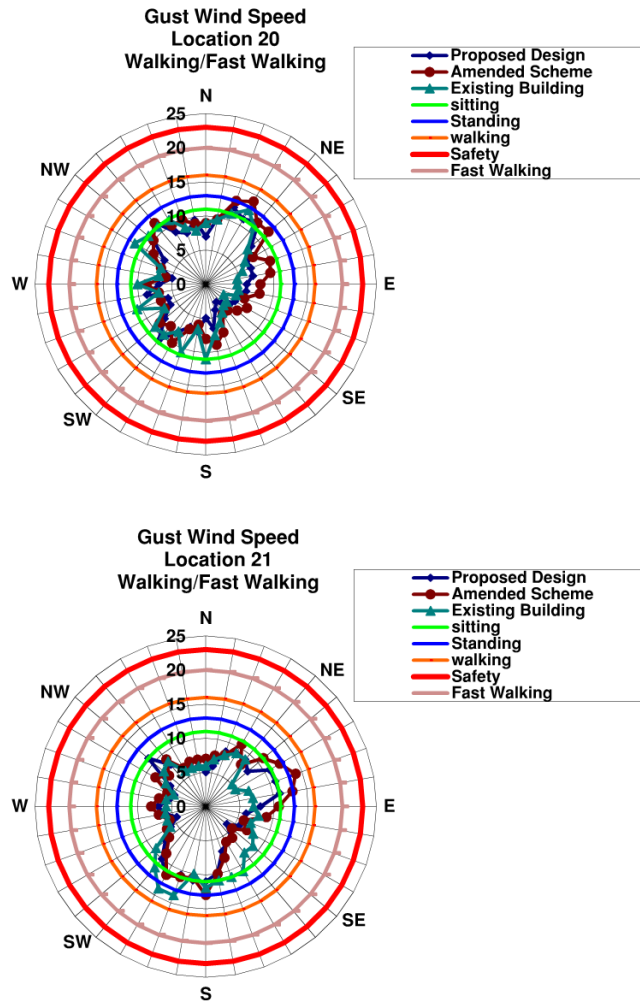 Gust Wind Speed
Location 20
Walking/Fast Walking
Proposed Design
Amended Scheme
Existing Building
sitting
Standing
walking
Safety
Fast Walking
N
25
20
15
10
5
0
NE
E
SE
S
SW
W
NW
Gust Wind Speed
Location 21
Walking/Fast Walking
Proposed Design
Amended Scheme
Existing Building
sitting
Standing
walking
Safety
Fast Walking
N
25
20
15
10
5
0
NE
E
SE
S
SW
W
NW